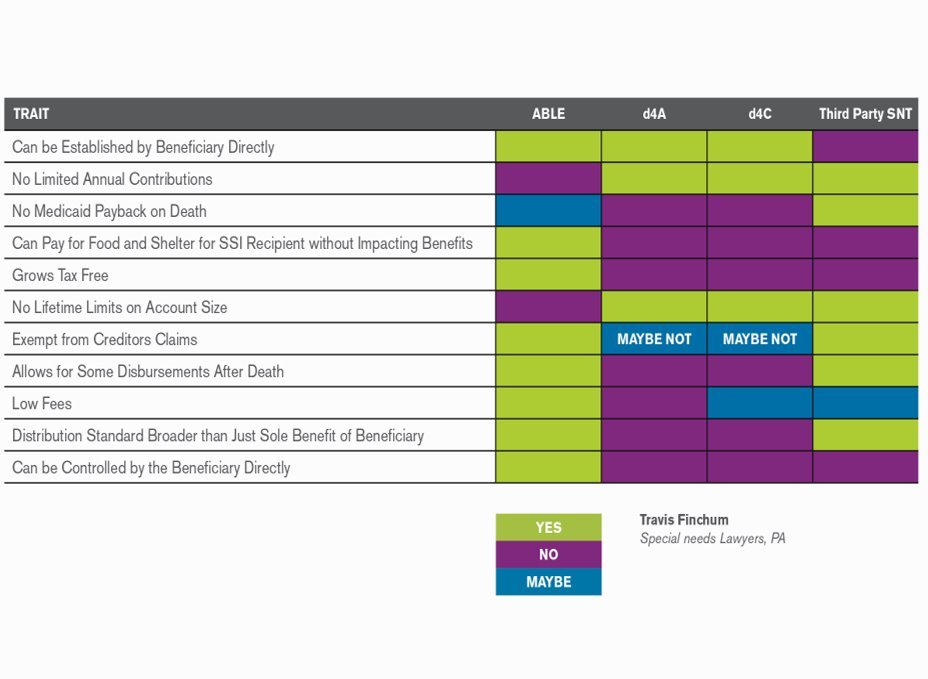 TRAIT ABLE d4A d4C Third Party SNT
Can be Established by Beneficiary Directly
No Limited Annual Contributions
No Medicaid Payback on Death
Can Pay for Food and Shelter for SSI Recipient without Impacting Benefits
Grows Tax Free
No Lifetime Limits on Account Size
Exempt from Creditors Claims MAYBE NOT MAYBE NOT
Allows for Some Disbursements After Death
Low Fees
Distribution Standard Broader than Just Sole Benefit of Beneficiary
Can be Controlled by the Beneficiary Directly
YES
NO
MAYBE
Travis Finchum
Special needs Lawyers, PA